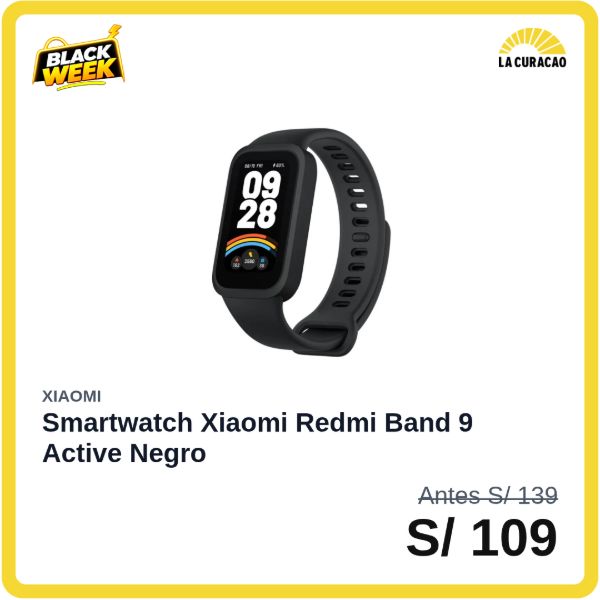 BLACK
WEEK
LA CURACAO
09
28
XIAOMI
Smartwatch Xiaomi Redmi Band 9
Active Negro
Antes S/ 139
S/ 109